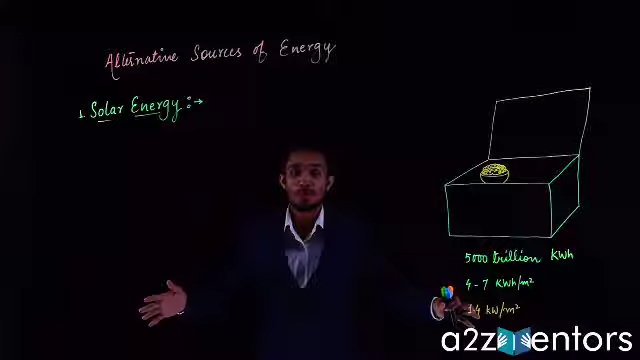 Alternative Sources of Energy
1. Solar Energy :→
5000 trillion KWh
4-7 KWh/m²
kW/m²
a2zmentors